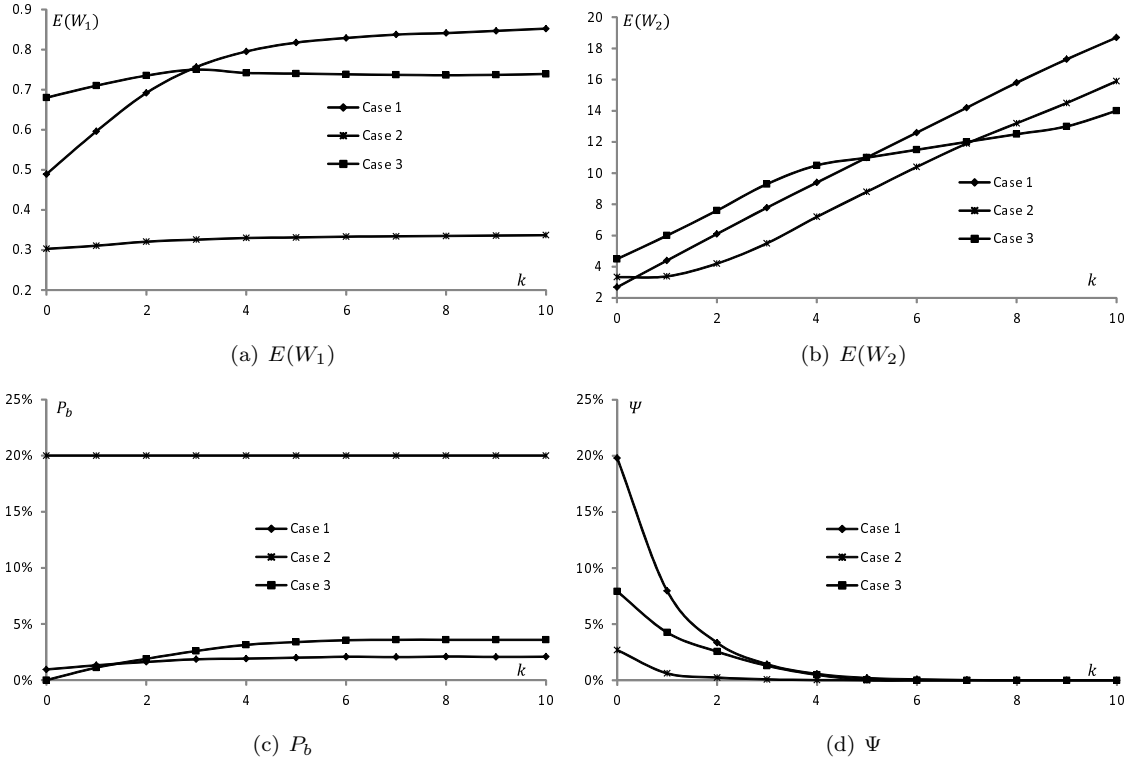 E(W₁)
0.9
0.8
0.7
0.6
0.5
0.4
0.3
0.2
Case 1
Case 2
Case 3
k
0 2 4 6 8 10
(a) E(W₁)
E(W₂)
20
18
16
14
12
10
8
6
4
2
Case 1
Case 2
Case 3
k
0 2 4 6 8 10
(b) E(W₂)
P_b
25%
20%
15%
10%
5%
0%
Case 1
Case 2
Case 3
k
0 2 4 6 8 10
(c) P_b
Ψ
25%
20%
15%
10%
5%
0%
Case 1
Case 2
Case 3
k
0 2 4 6 8 10
(d) Ψ